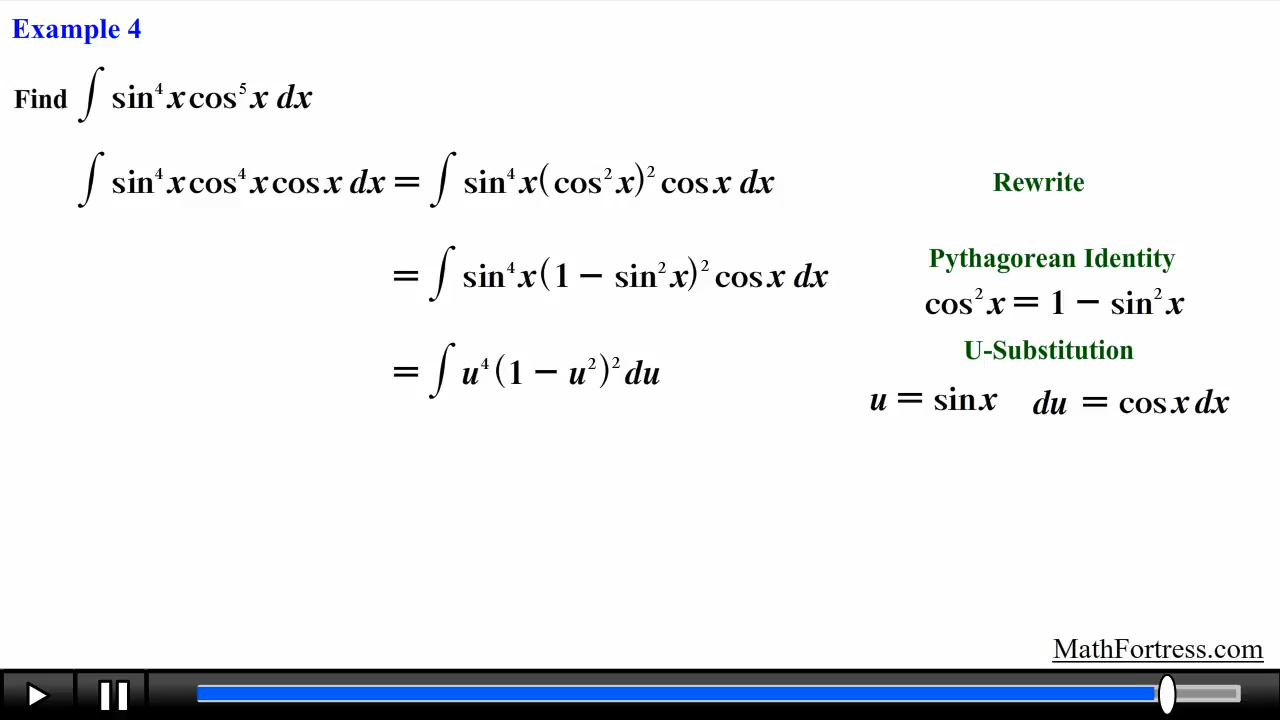 Example 4
Find ∫ sin⁴x cos⁵x dx
∫ sin⁴x cos⁴x cos x dx = ∫ sin⁴x(cos²x)² cos x dx
Rewrite
= ∫ sin⁴x(1 − sin²x)² cos x dx
Pythagorean Identity
cos²x = 1 − sin²x
= ∫ u⁴(1 − u²)² du
U-Substitution
u = sin x du = cos x dx
MathFortress.com